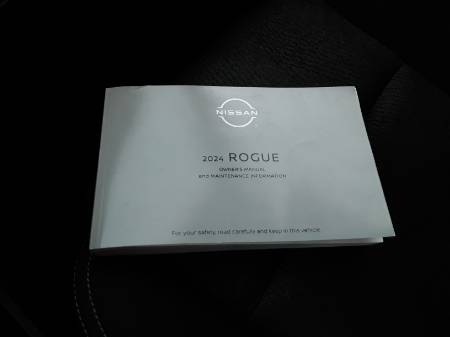 NISSAN
2024 ROGUE
OWNER'S MANUAL
and MAINTENANCE INFORMATION
For your safety, read carefully and keep in this vehicle.